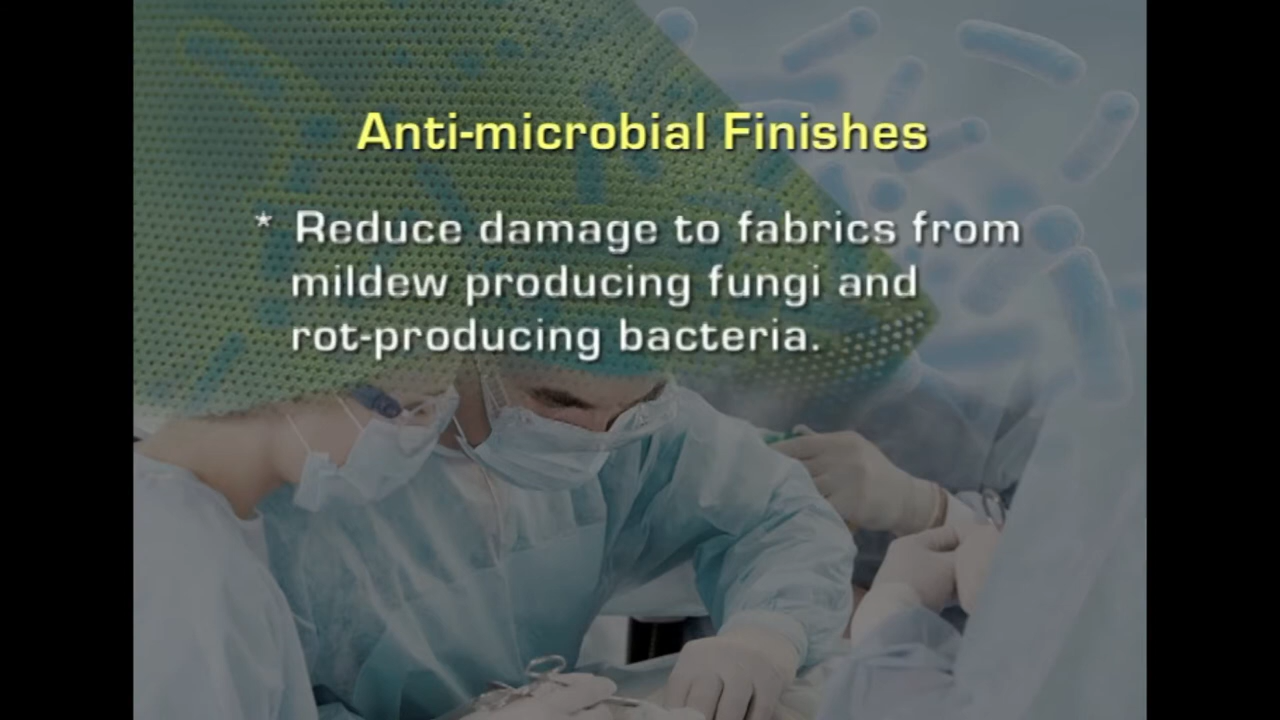 Anti-microbial Finishes
* Reduce damage to fabrics from
mildew producing fungi and
rot-producing bacteria.